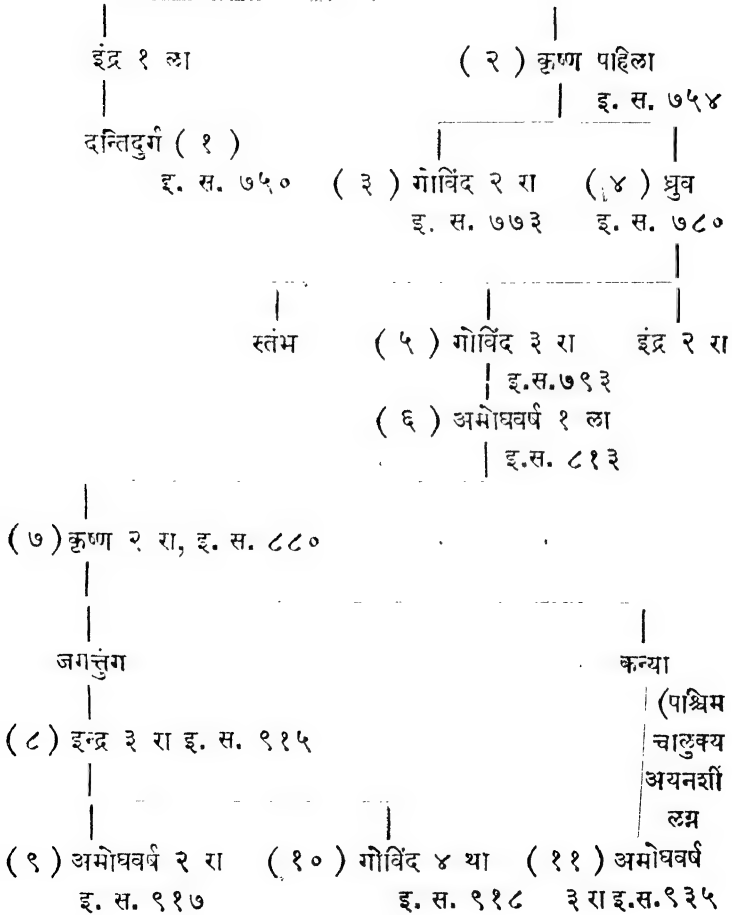 इंद्र १ ला ( २ ) कृष्ण पाहिला
इ. स. ७५४
दन्तिदुर्ग ( १ )
इ. स. ७५० ( ३ ) गोविंद २ रा ( ४ ) ध्रुव
इ. स. ७७३ इ. स. ७८०
स्तंभ ( ५ ) गोविंद ३ रा इंद्र २ रा
इ.स.७९३
( ६ ) अमोघवर्ष १ ला
इ.स. ८१३
( ७ ) कृष्ण २ रा, इ. स. ८८०
जगत्तुंग कन्या
(पाश्चिम
( ८ ) इन्द्र ३ रा इ. स. ९१५ चालुक्य
अयनशीं
लग्न
( ९ ) अमोघवर्ष २ रा ( १० ) गोविंद ४ था ( ११ ) अमोघवर्ष
इ. स. ९१७ इ. स. ९१८ ३ रा इ.स.९३५